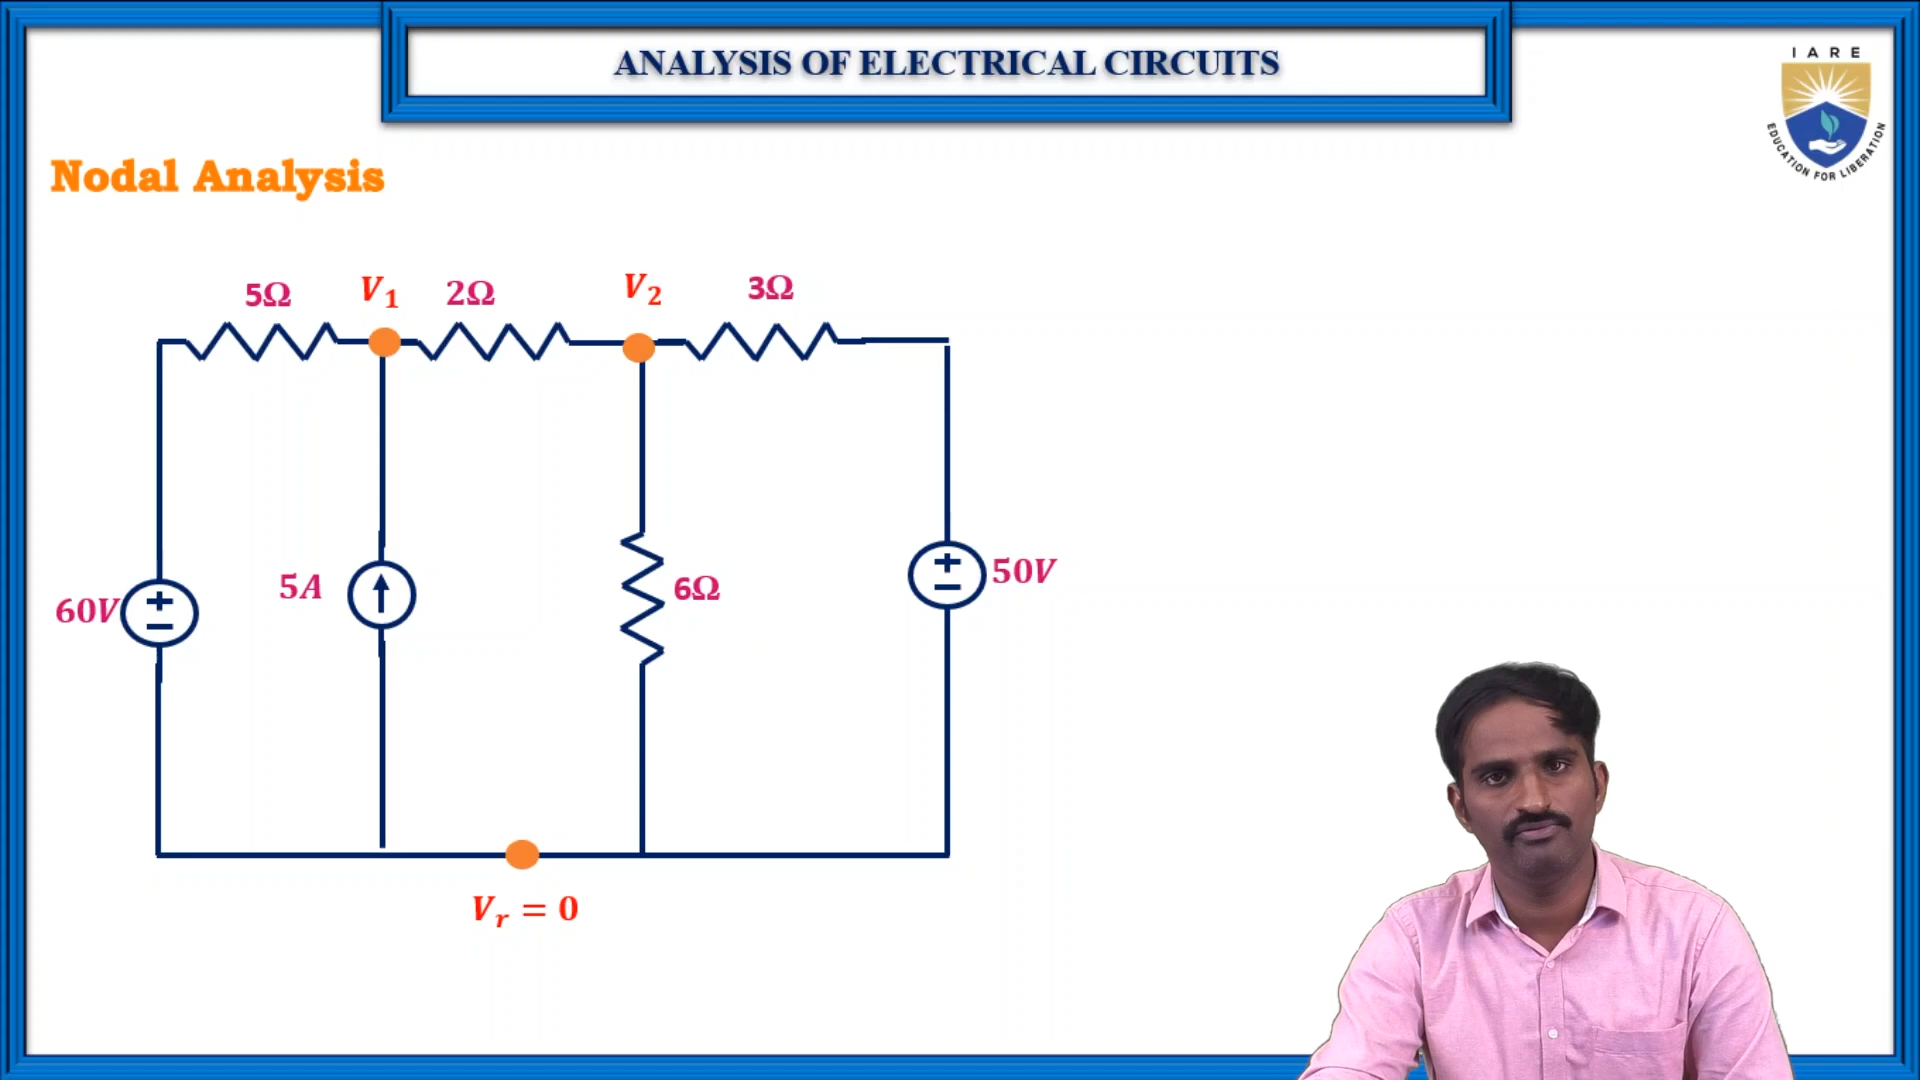 ANALYSIS OF ELECTRICAL CIRCUITS
IARE
EDUCATION FOR LIBERATION
Nodal Analysis
5Ω
V₁
2Ω
V₂
3Ω
60V
+
−
5A
6Ω
+
−
50V
Vᵣ = 0